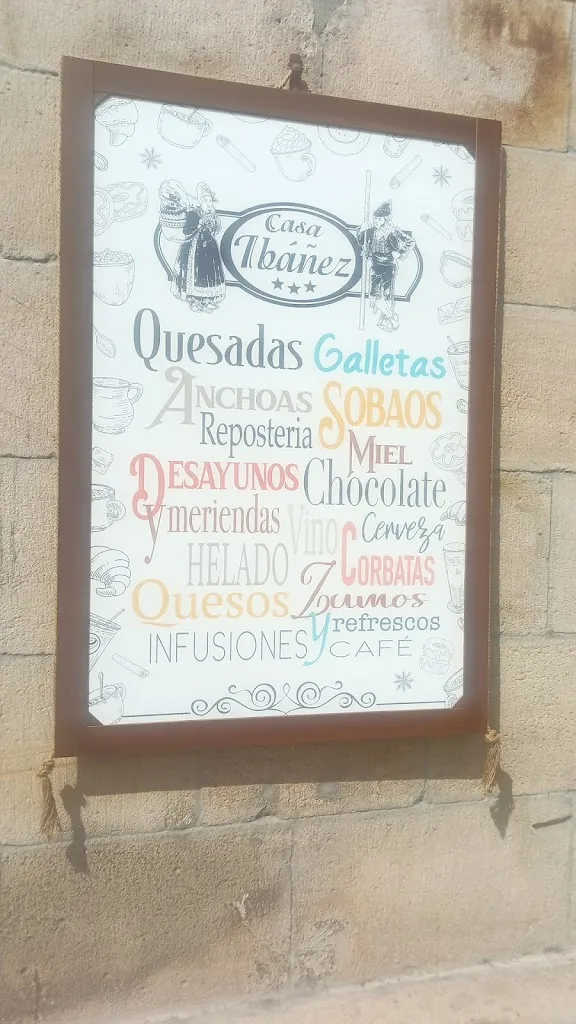 Casa
Ibáñez
Quesadas Galletas
ANCHOAS SOBAOS
Reposteria MIEL
DESAYUNOS Chocolate
y meriendas Vino Cerveza
HELADO CORBATAS
Quesos Zumos
y refrescos
INFUSIONES CAFÉ